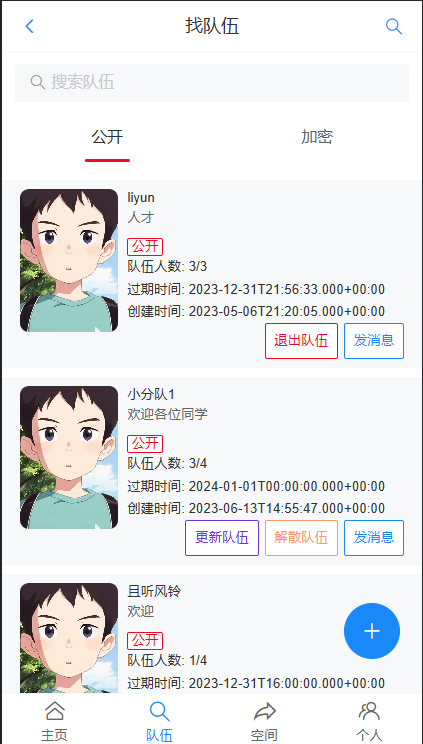 找队伍
搜索队伍
公开 加密
liyun
人才
公开
队伍人数: 3/3
过期时间: 2023-12-31T21:56:33.000+00:00
创建时间: 2023-05-06T21:20:05.000+00:00
退出队伍 发消息
小分队1
欢迎各位同学
公开
队伍人数: 3/4
过期时间: 2024-01-01T00:00:00.000+00:00
创建时间: 2023-06-13T14:55:47.000+00:00
更新队伍 解散队伍 发消息
且听风铃
欢迎
公开
队伍人数: 1/4
过期时间: 2023-12-31T16:00:00.000+00:00
主页 队伍 空间 个人